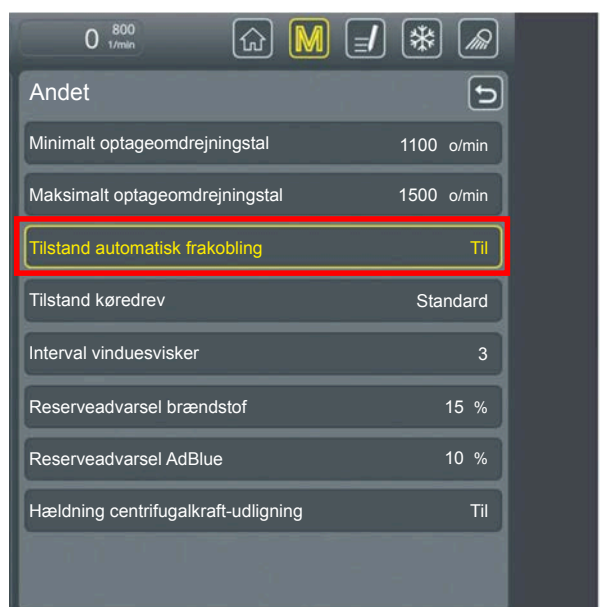 0 800 1/min M
Andet
Minimalt optageomdrejningstal 1100 o/min
Maksimalt optageomdrejningstal 1500 o/min
Tilstand automatisk frakobling Til
Tilstand køredrev Standard
Interval vinduesvisker 3
Reserveadvarsel brændstof 15 %
Reserveadvarsel AdBlue 10 %
Hældning centrifugalkraft-udligning Til